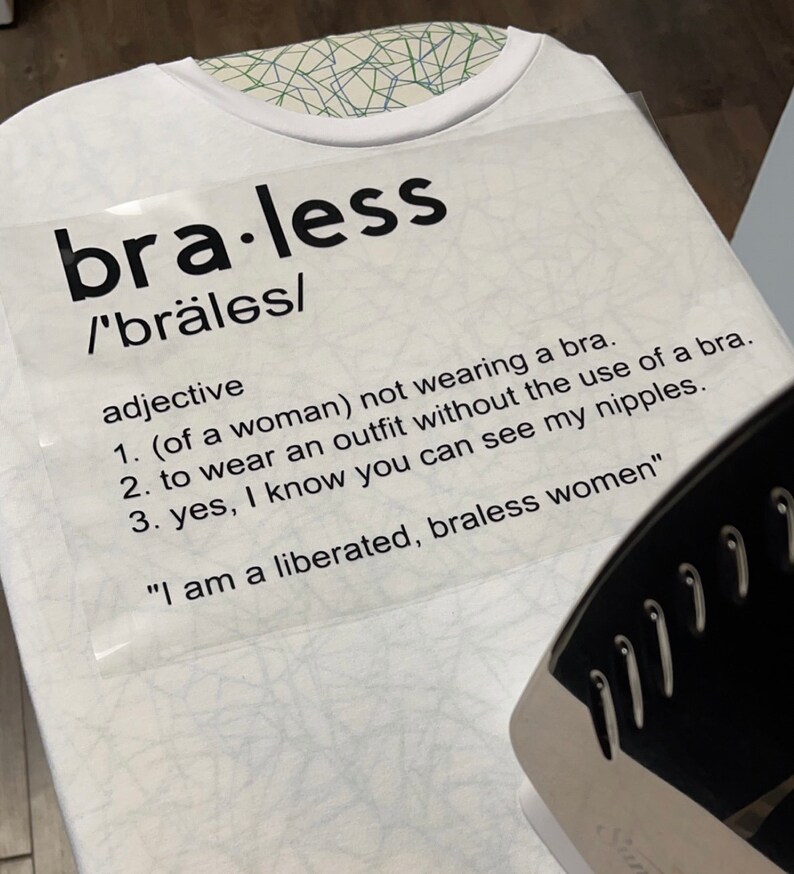 bra·less
/'brälɘs/
adjective
1. (of a woman) not wearing a bra.
2. to wear an outfit without the use of a bra.
3. yes, I know you can see my nipples.
"I am a liberated, braless women"